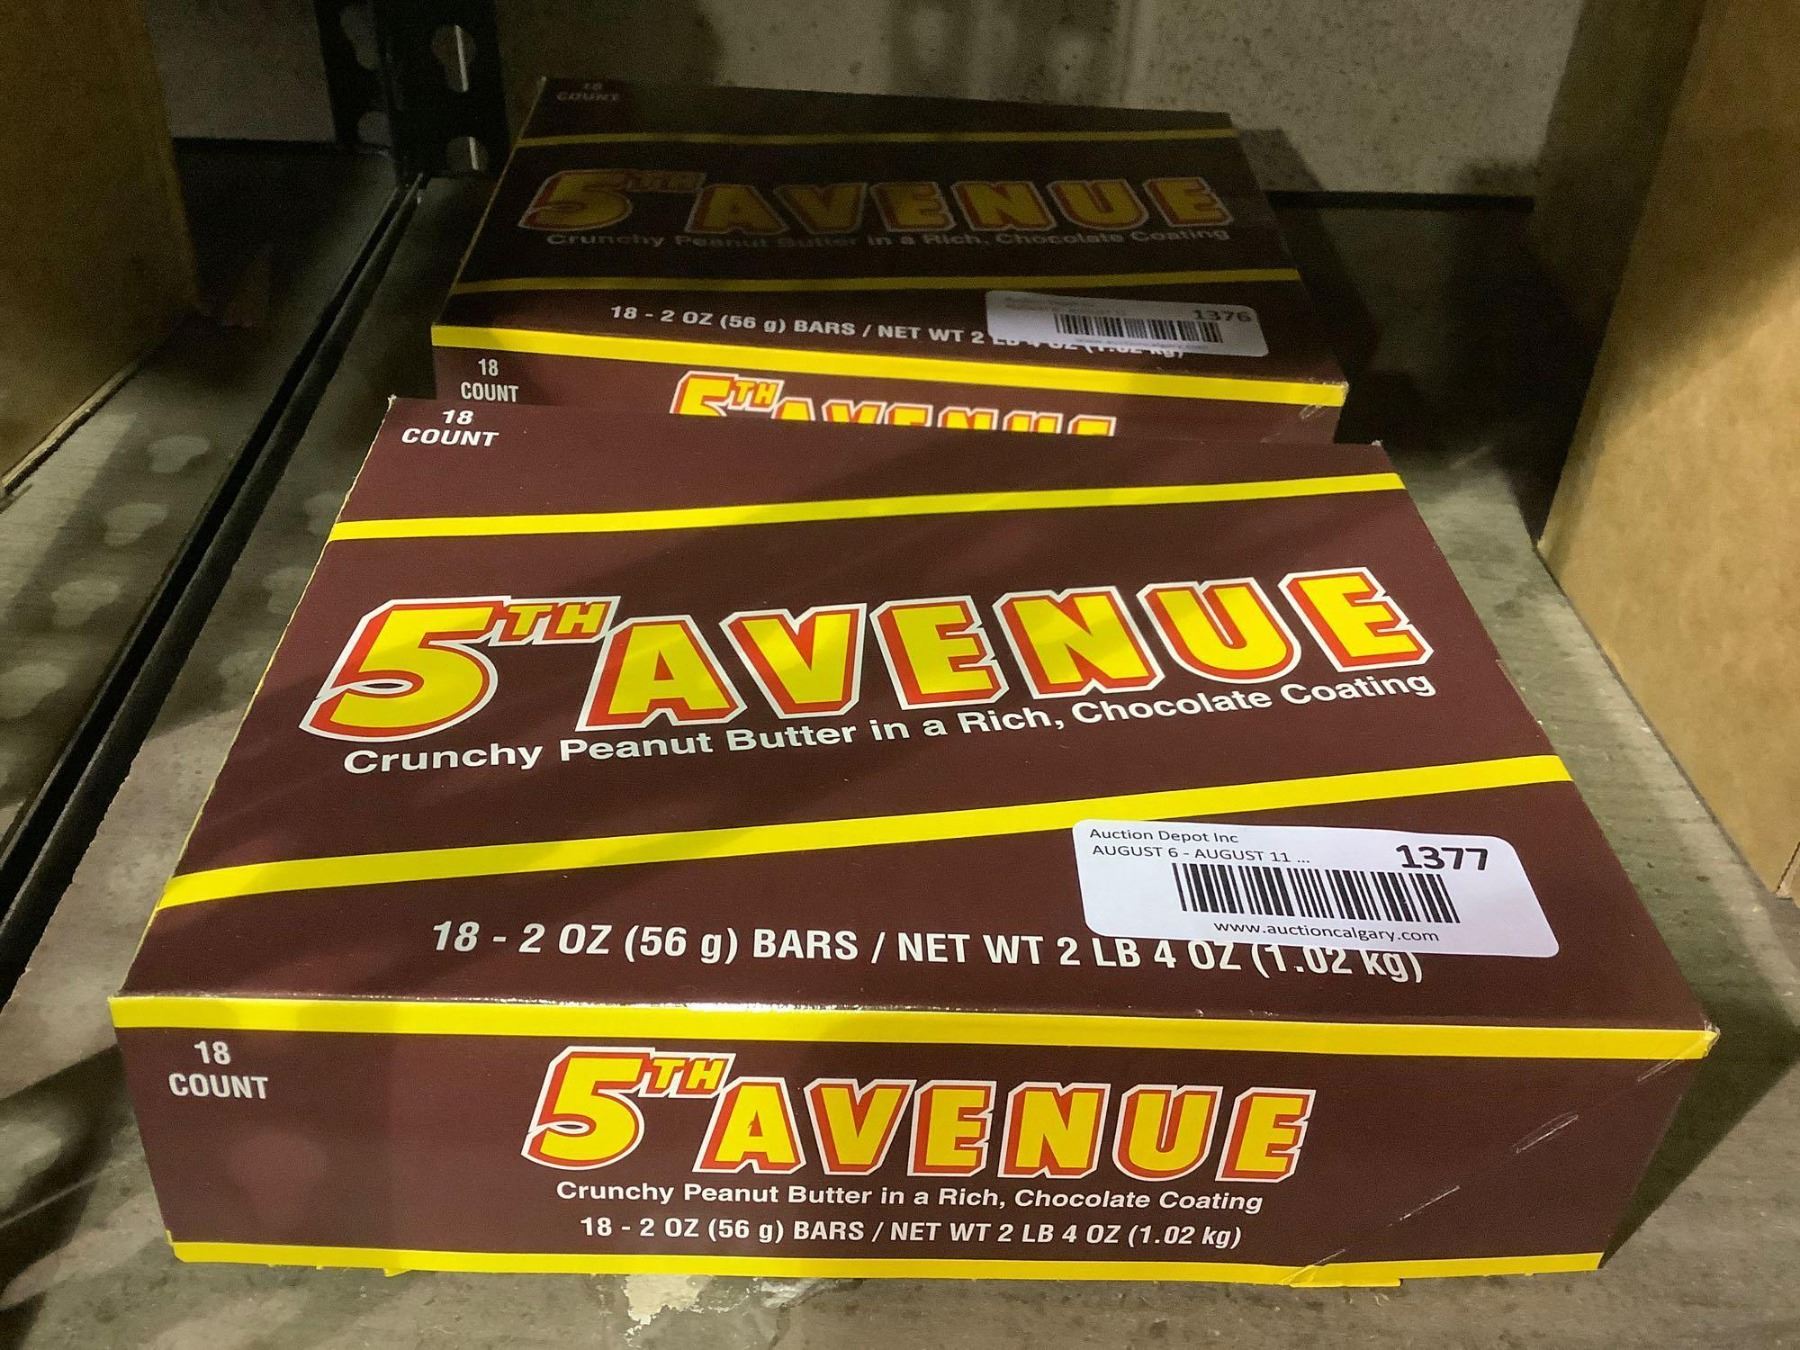 18
COUNT
5TH AVENUE
Crunchy Peanut Butter in a Rich, Chocolate Coating
18 - 2 OZ (56 g) BARS / NET WT 2 LB 4 OZ (1.02 kg)
1376
18
COUNT
5TH AVENUE
18
COUNT
5TH AVENUE
Crunchy Peanut Butter in a Rich, Chocolate Coating
Auction Depot Inc
AUGUST 6 - AUGUST 11 ...
1377
www.auctioncalgary.com
18 - 2 OZ (56 g) BARS / NET WT 2 LB 4 OZ (1.02 kg)
18
COUNT
5TH AVENUE
Crunchy Peanut Butter in a Rich, Chocolate Coating
18 - 2 OZ (56 g) BARS / NET WT 2 LB 4 OZ (1.02 kg)